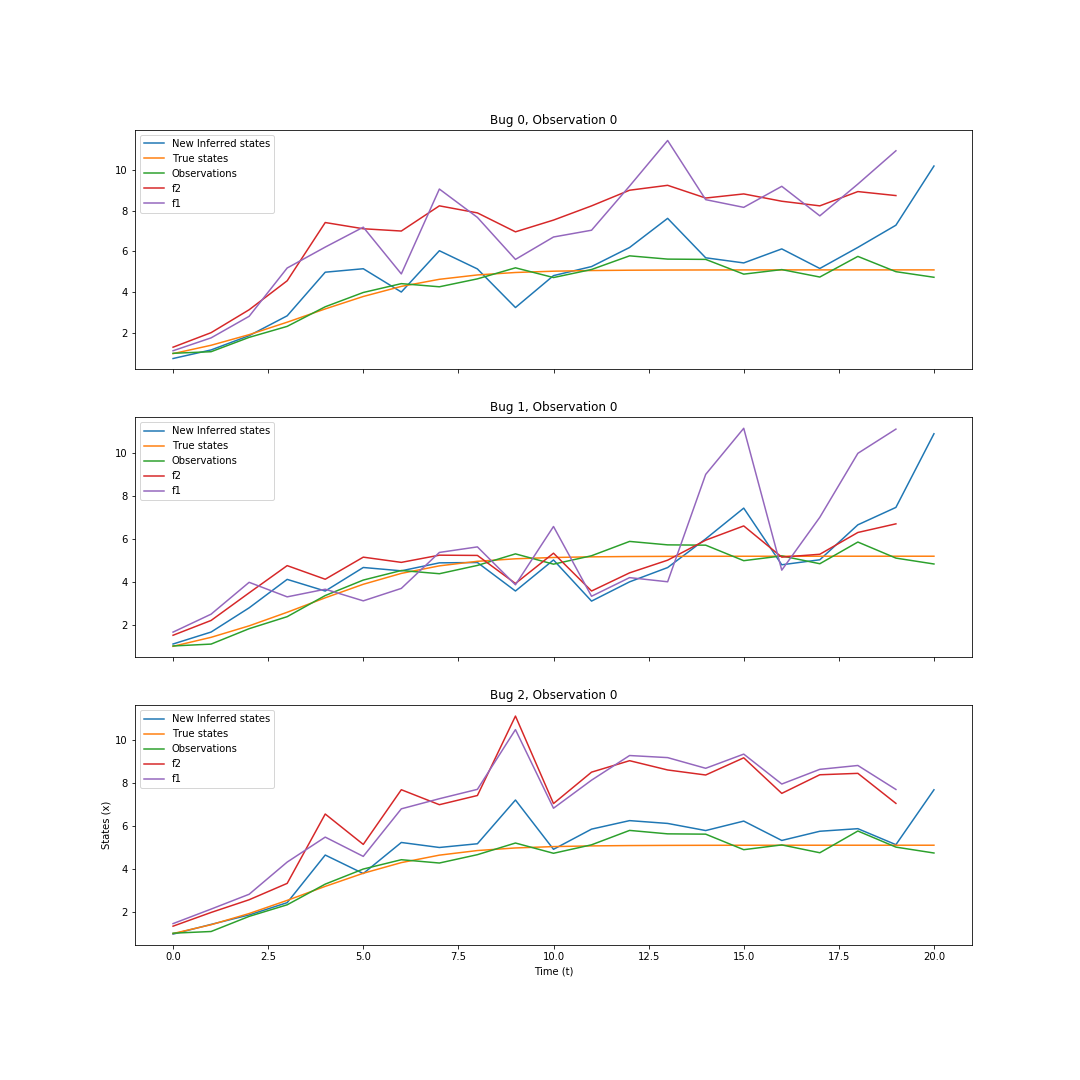 Bug 0, Observation 0
New Inferred states
True states
Observations
f2
f1
10
8
6
4
2
Bug 1, Observation 0
New Inferred states
True states
Observations
f2
f1
10
8
6
4
2
Bug 2, Observation 0
New Inferred states
True states
Observations
f2
f1
10
8
6
4
2
States (x)
0.0 2.5 5.0 7.5 10.0 12.5 15.0 17.5 20.0
Time (t)